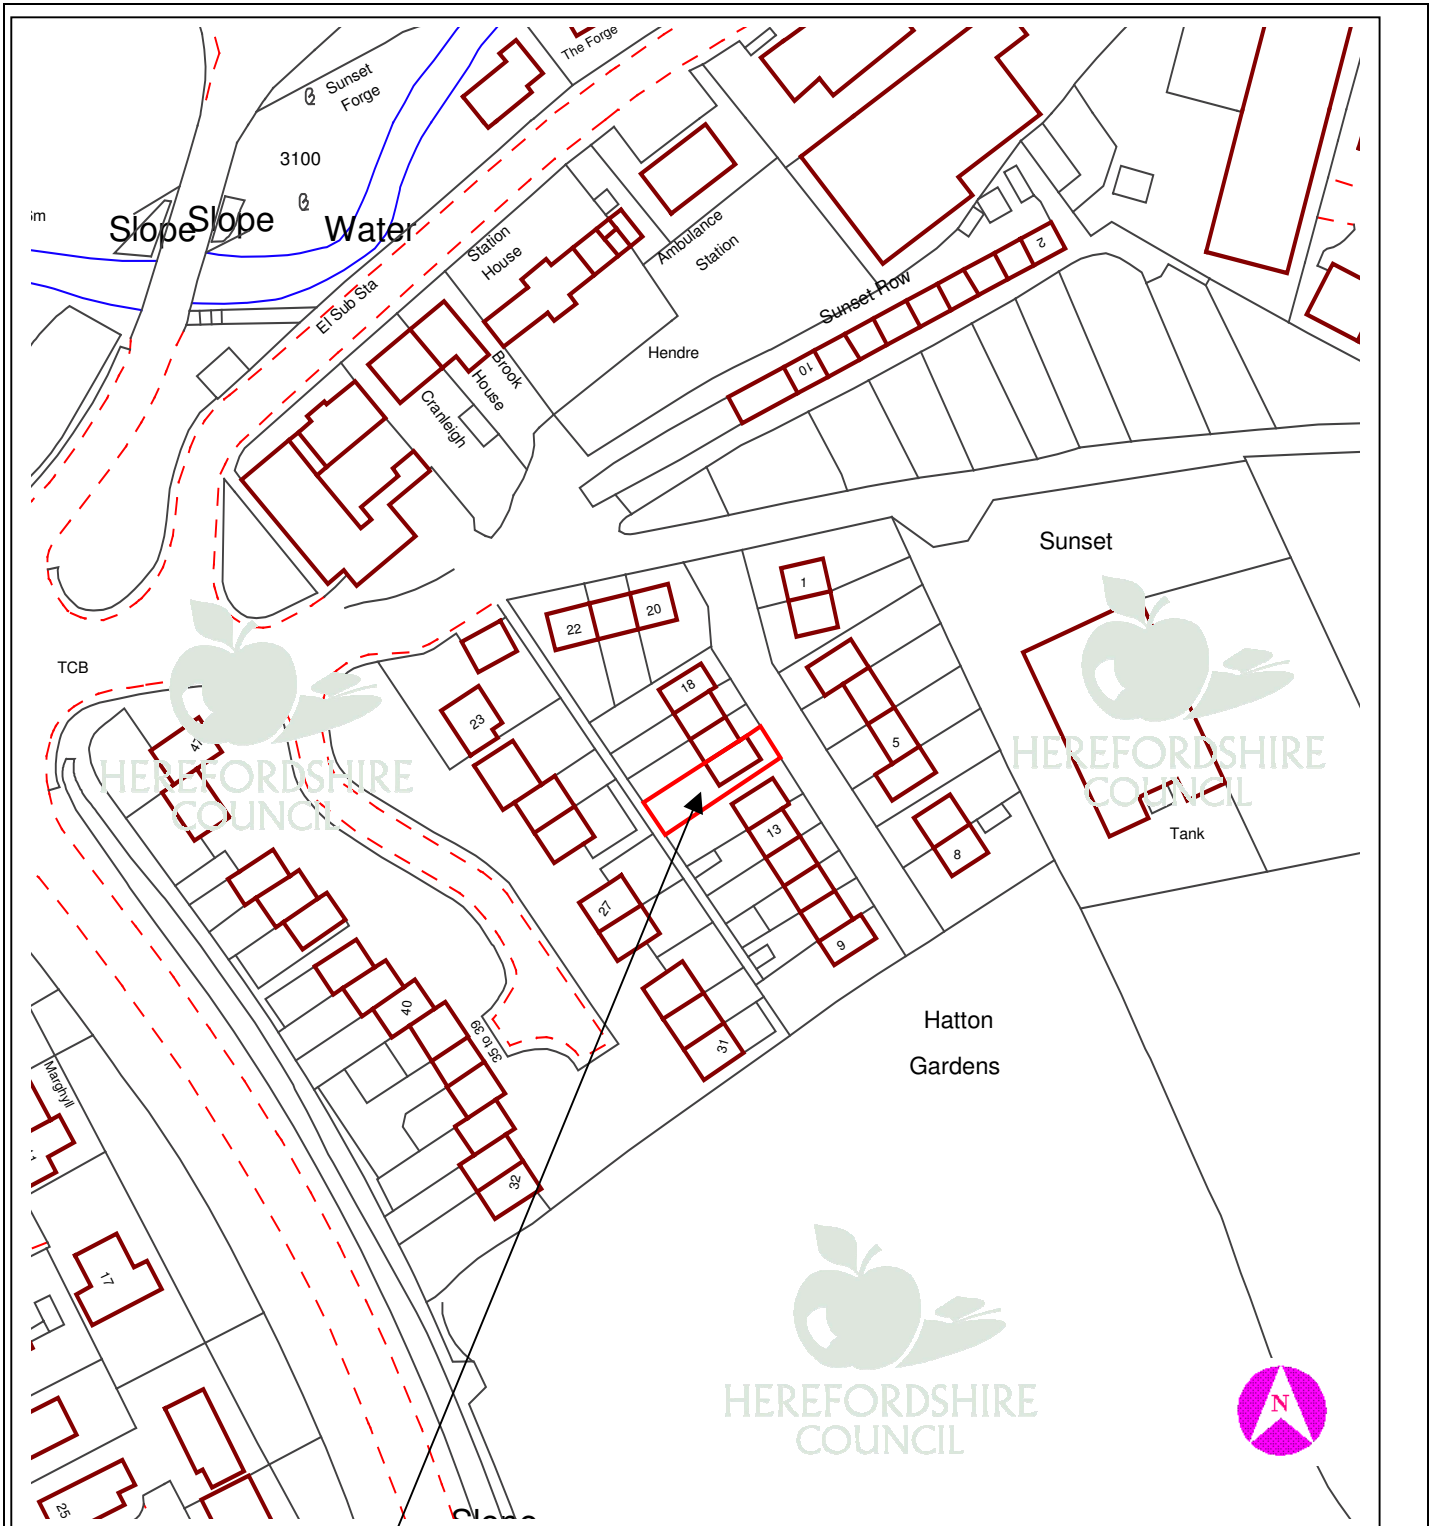 The Forge
Sunset
Forge
3100
Slope
Slope
Water
Station
House
Ambulance
Station
El Sub Sta
Sunset Row
2
Hendre
10
Brook
House
Cranleigh
Sunset
1
22
20
TCB
18
23
47
5
HEREFORDSHIRE
COUNCIL
HEREFORDSHIRE
COUNCIL
Tank
13
8
27
9
40
35 to 39
31
Hatton
Gardens
Marghyll
32
17
HEREFORDSHIRE
COUNCIL
N
25
Slope